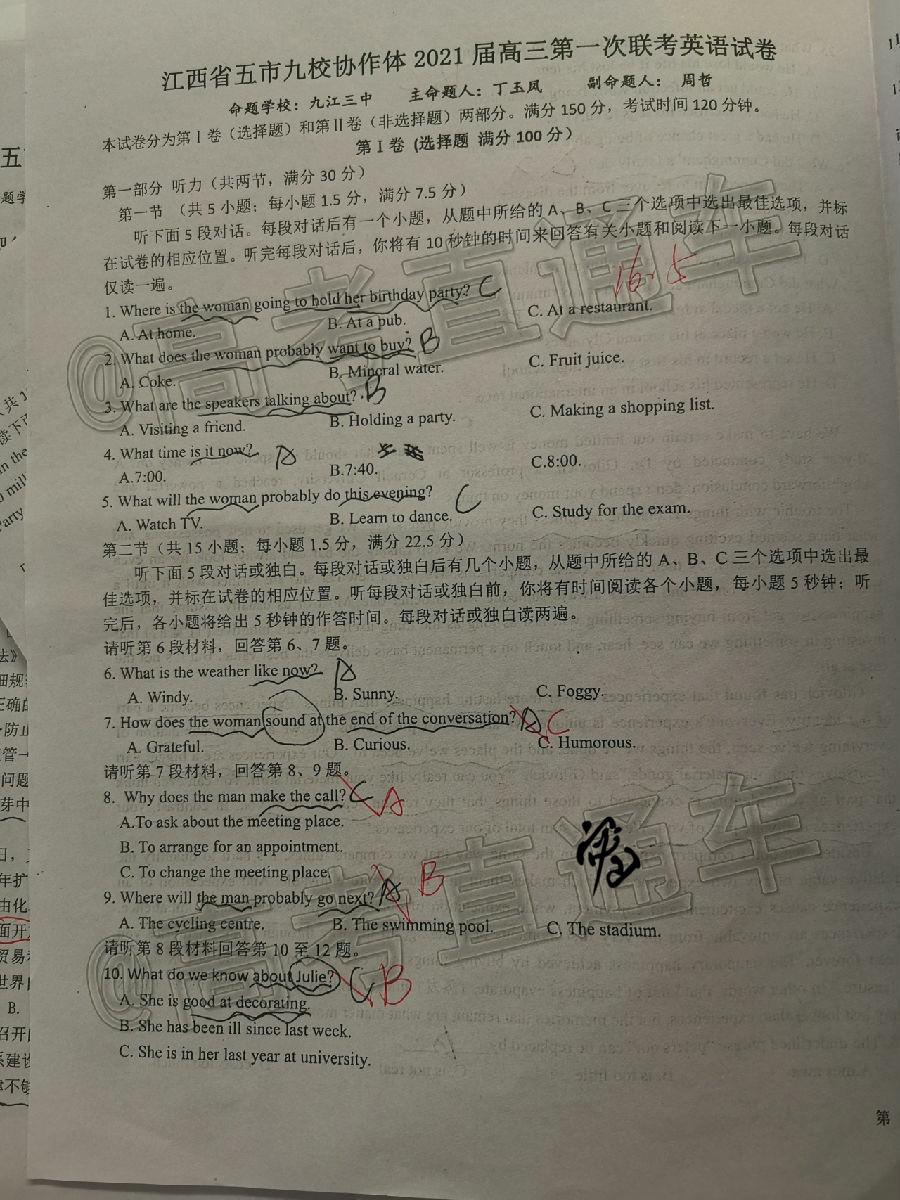 江西省五市九校协作体 2021 届高三第一次联考英语试卷
命题学校：九江三中 主命题人：丁玉凤 副命题人： 周哲
本试卷分为第Ⅰ卷（选择题）和第Ⅱ卷（非选择题）两部分。满分 150 分，考试时间 120 分钟。
第Ⅰ卷 (选择题 满分 100 分)
第一部分 听力（共两节，满分 30 分）
第一节 （共 5 小题；每小题 1.5 分，满分 7.5 分）
听下面 5 段对话。每段对话后有一个小题，从题中所给的 A、B、C 三个选项中选出最佳选项，并标
在试卷的相应位置。听完每段对话后，你将有 10 秒钟的时间来回答有关小题和阅读下一小题。每段对话
仅读一遍。
16.5
1. Where is the woman going to hold her birthday party? C
A. At home. B. At a pub. C. At a restaurant.
2. What does the woman probably want to buy? B
A. Coke. B. Mineral water. C. Fruit juice.
3. What are the speakers talking about? B
A. Visiting a friend. B. Holding a party. C. Making a shopping list.
4. What time is it now? A
A.7:00. B.7:40. C.8:00.
5. What will the woman probably do this evening? C
A. Watch TV. B. Learn to dance. C. Study for the exam.
第二节（共 15 小题；每小题 1.5 分，满分 22.5 分）
听下面 5 段对话或独白。每段对话或独白后有几个小题，从题中所给的 A、B、C 三个选项中选出最
佳选项，并标在试卷的相应位置。听每段对话或独白前，你将有时间阅读各个小题，每小题 5 秒钟；听
完后，各小题将给出 5 秒钟的作答时间。每段对话或独白读两遍。
请听第 6 段材料，回答第 6、7 题。
6. What is the weather like now? A
A. Windy. B. Sunny. C. Foggy.
7. How does the woman sound at the end of the conversation? A C
A. Grateful. B. Curious. C. Humorous.
请听第 7 段材料，回答第 8、9 题。
8. Why does the man make the call? C A
A.To ask about the meeting place.
B. To arrange for an appointment.
C. To change the meeting place.
9. Where will the man probably go next? A B
A. The cycling centre. B. The swimming pool. C. The stadium.
请听第 8 段材料回答第 10 至 12 题。
10. What do we know about Julie? C B
A. She is good at decorating.
B. She has been ill since last week.
C. She is in her last year at university.
第
@高考直通车
@高考直通车